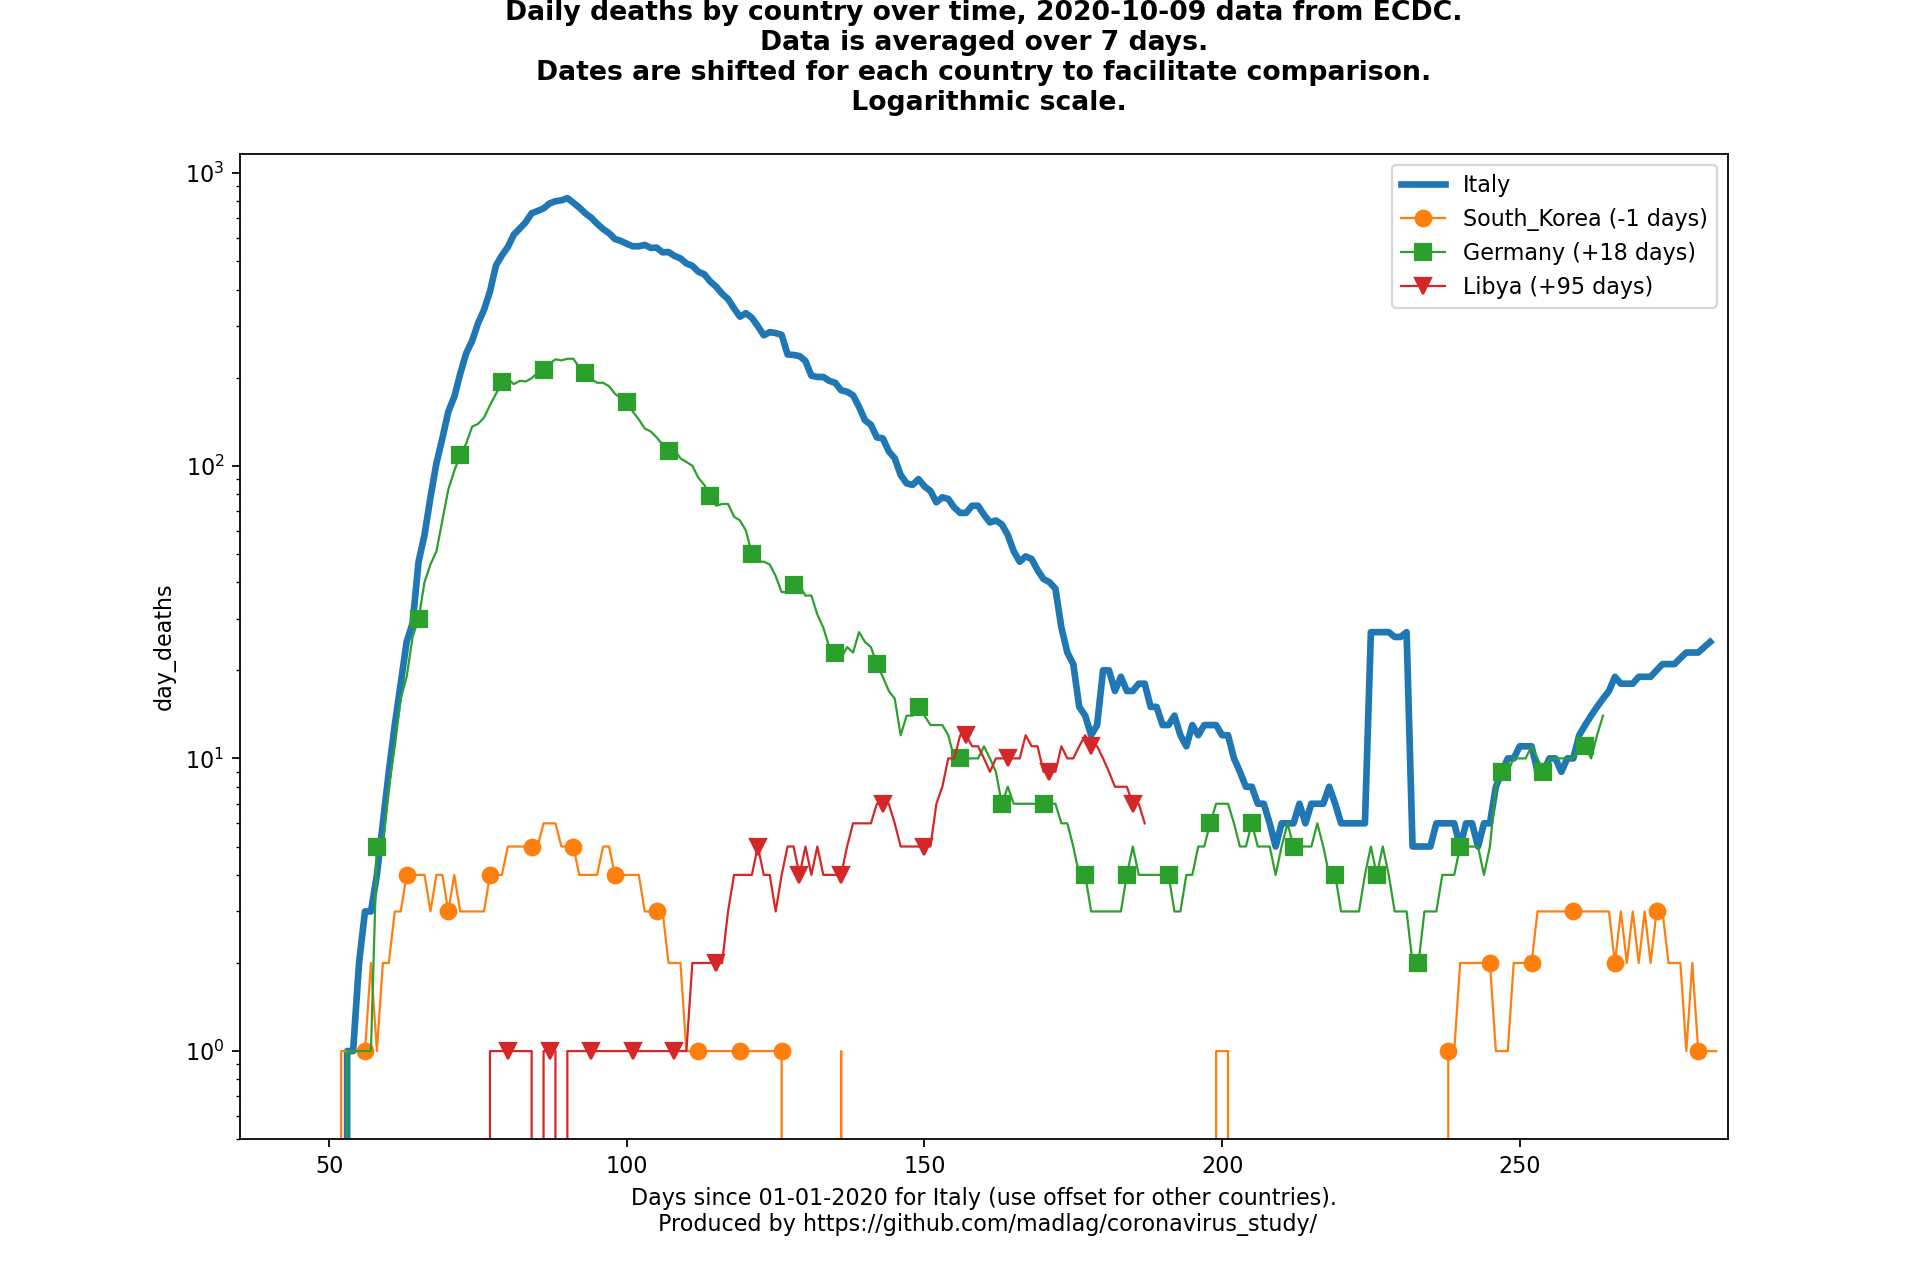 Daily deaths by country over time, 2020-10-09 data from ECDC.
Data is averaged over 7 days.
Dates are shifted for each country to facilitate comparison.
Logarithmic scale.
10³
10²
10¹
10⁰
day_deaths
Italy
South_Korea (-1 days)
Germany (+18 days)
Libya (+95 days)
50 100 150 200 250
Days since 01-01-2020 for Italy (use offset for other countries).
Produced by https://github.com/madlag/coronavirus_study/